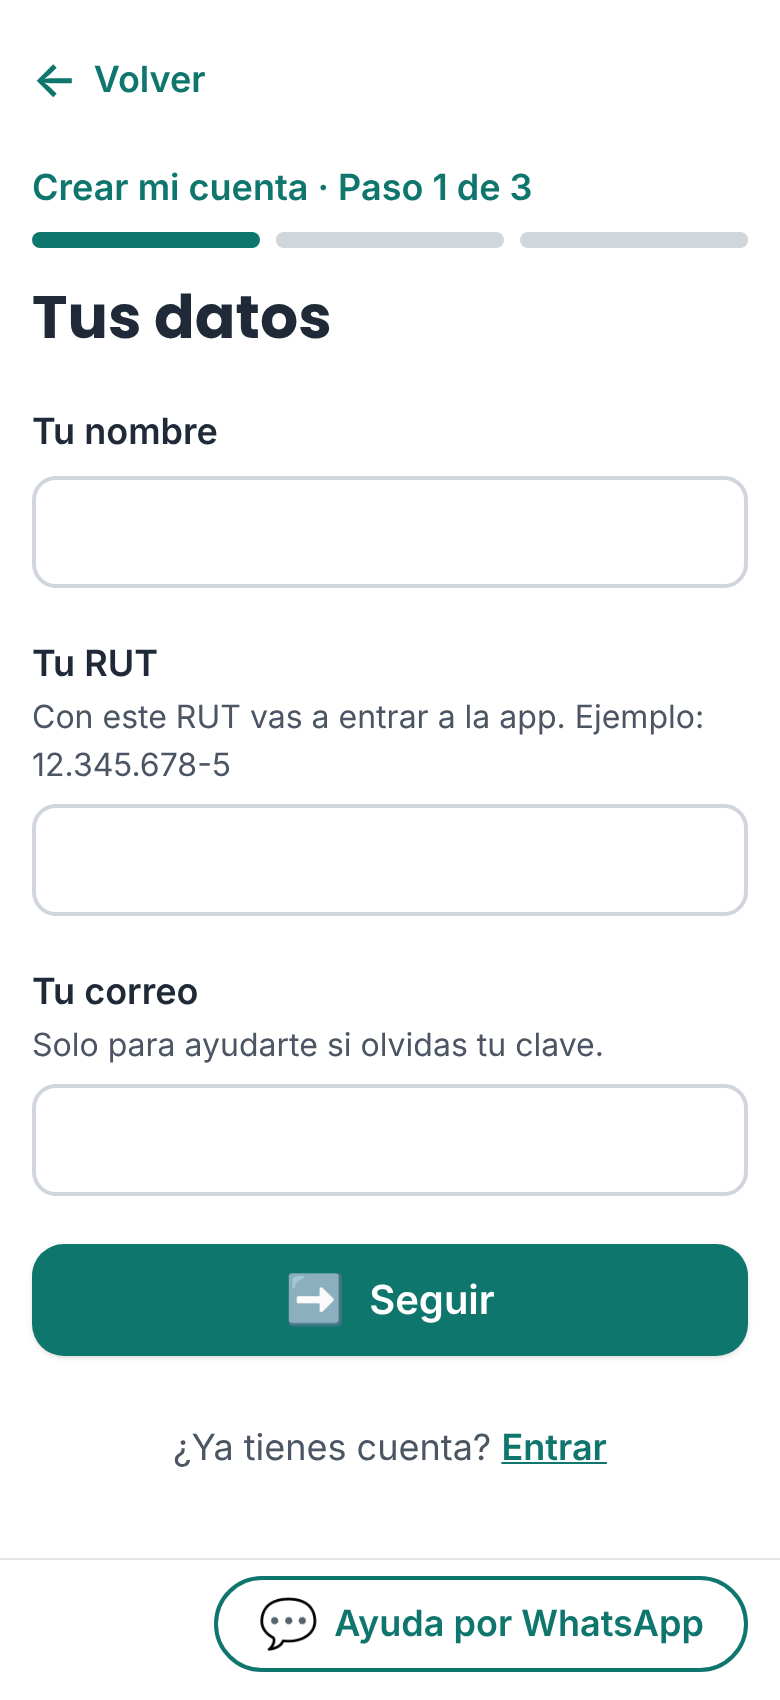 Volver
Crear mi cuenta · Paso 1 de 3
Tus datos
Tu nombre
Tu RUT
Con este RUT vas a entrar a la app. Ejemplo:
12.345.678-5
Tu correo
Solo para ayudarte si olvidas tu clave.
Seguir
¿Ya tienes cuenta? Entrar
Ayuda por WhatsApp